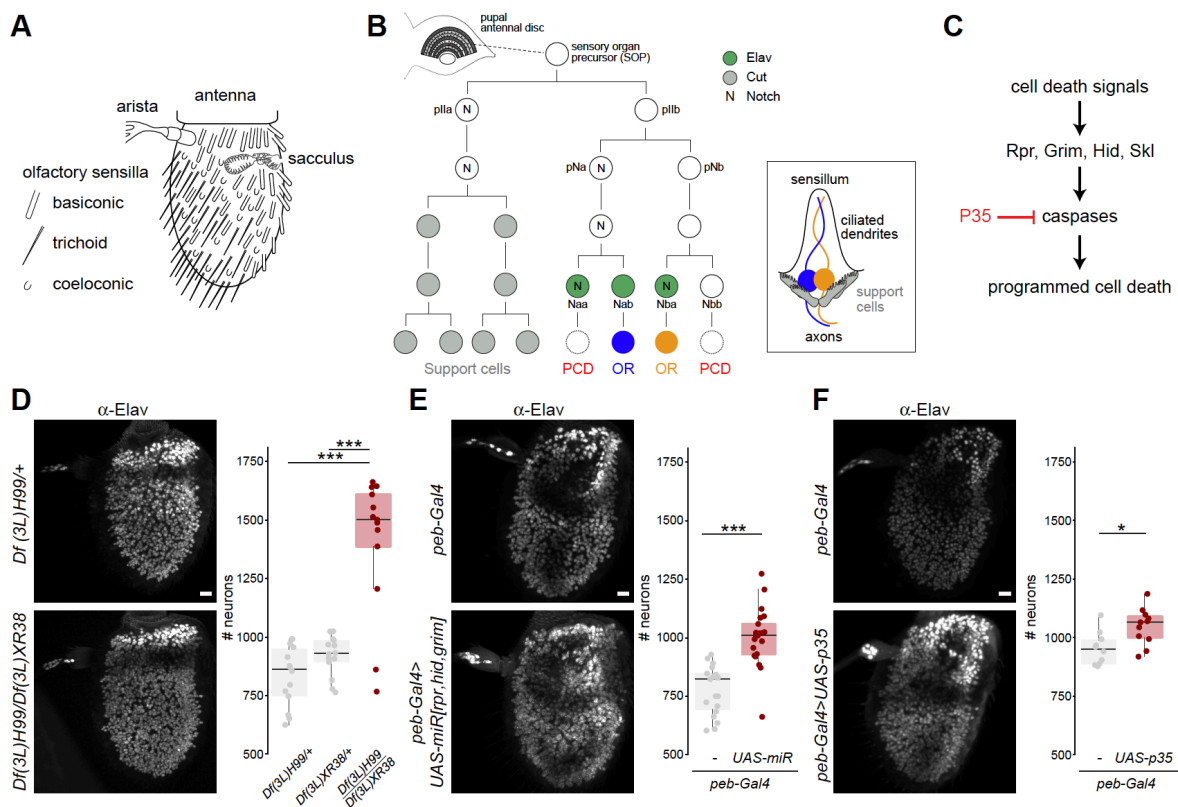 A
antenna
arista
sacculus
olfactory sensilla
basiconic
trichoid
coeloconic
B
pupal
antennal disc
sensory organ
precursor (SOP)
Elav
Cut
N Notch
pIIa N
pIIb
N
pNa N
pNb
N
N
N
Naa
Nab
Nba
Nbb
Support cells
PCD
OR
OR
PCD
sensillum
ciliated
dendrites
support
cells
axons
C
cell death signals
Rpr, Grim, Hid, Skl
P35
caspases
programmed cell death
D
α-Elav
Df (3L)H99/+
Df(3L)H99/Df(3L)XR38
# neurons
1750
1500
1250
1000
750
500
***
***
Df(3L)H99/+
Df(3L)XR38/+
Df(3L)H99
Df(3L)XR38
E
α-Elav
peb-Gal4
peb-Gal4>
UAS-miR[rpr,hid,grim]
# neurons
1750
1500
1250
1000
750
500
***
- UAS-miR
peb-Gal4
F
α-Elav
peb-Gal4
peb-Gal4>UAS-p35
# neurons
1750
1500
1250
1000
750
500
*
- UAS-p35
peb-Gal4